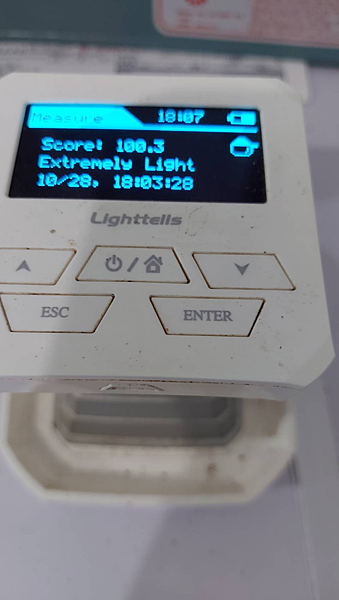 Measure 18:07
Score: 100.3
Extremely Light
10/28, 18:03:28
Lighttells
ESC
ENTER